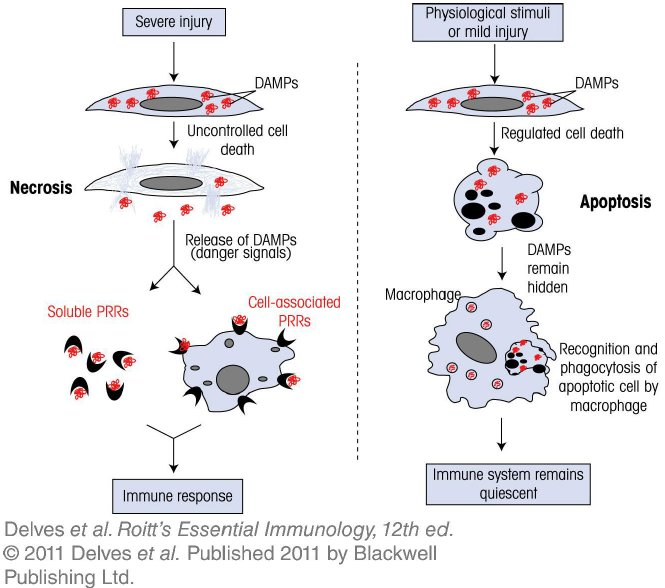 Severe injury
DAMPs
Uncontrolled cell
death
Necrosis
Release of DAMPs
(danger signals)
Soluble PRRs
Cell-associated
PRRs
Immune response
Physiological stimuli
or mild injury
DAMPs
Regulated cell death
Apoptosis
DAMPs
remain
hidden
Macrophage
Recognition and
phagocytosis of
apoptotic cell by
macrophage
Immune system remains
quiescent
Delves et al. Roitt's Essential Immunology, 12th ed.
© 2011 Delves et al. Published 2011 by Blackwell
Publishing Ltd.